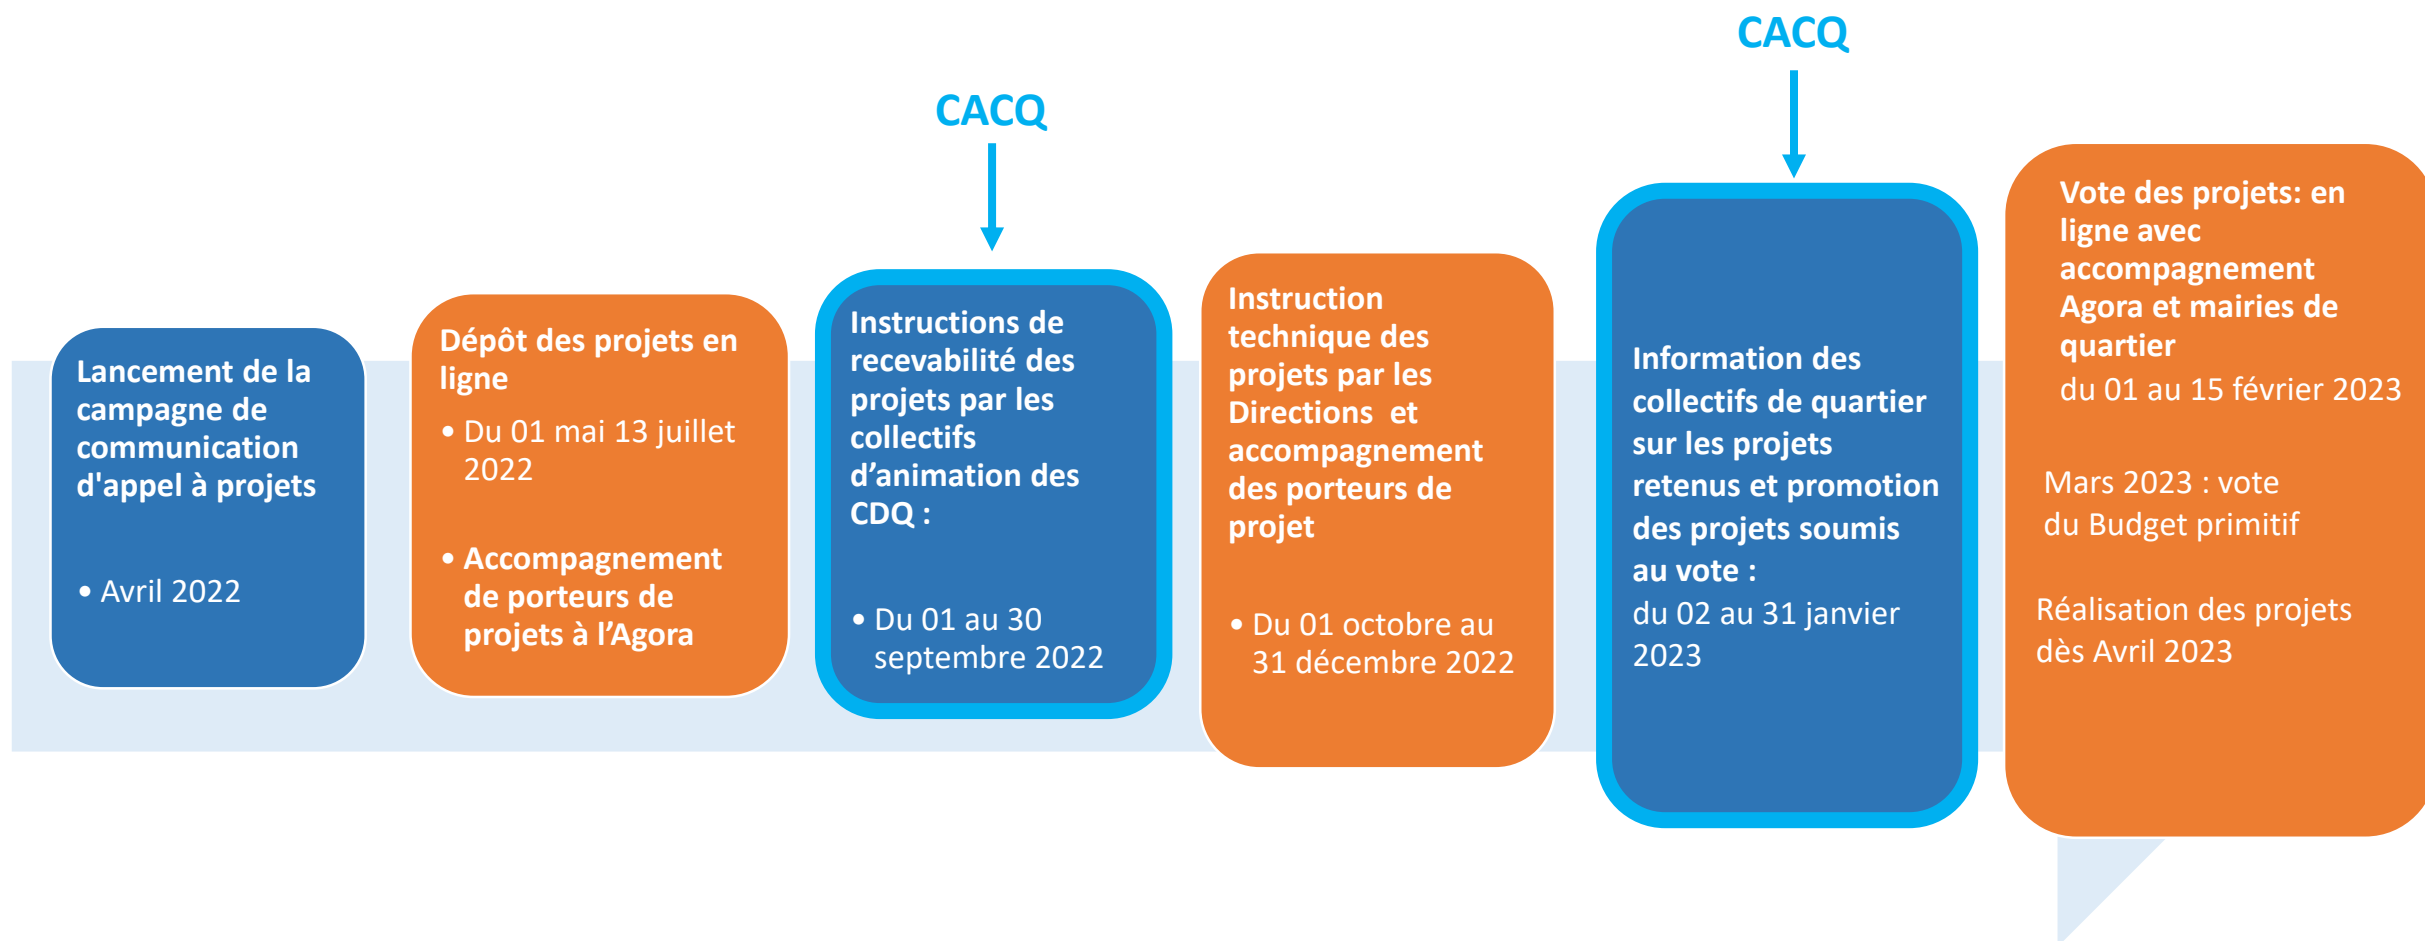 CACQ
CACQ
Lancement de la
campagne de
communication
d'appel à projets
• Avril 2022
Dépôt des projets en
ligne
• Du 01 mai 13 juillet
2022
• Accompagnement
de porteurs de
projets à l’Agora
Instructions de
recevabilité des
projets par les
collectifs
d’animation des
CDQ :
• Du 01 au 30
septembre 2022
Instruction
technique des
projets par les
Directions et
accompagnement
des porteurs de
projet
• Du 01 octobre au
31 décembre 2022
Information des
collectifs de quartier
sur les projets
retenus et promotion
des projets soumis
au vote :
du 02 au 31 janvier
2023
Vote des projets: en
ligne avec
accompagnement
Agora et mairies de
quartier
du 01 au 15 février 2023
Mars 2023 : vote
du Budget primitif
Réalisation des projets
dès Avril 2023